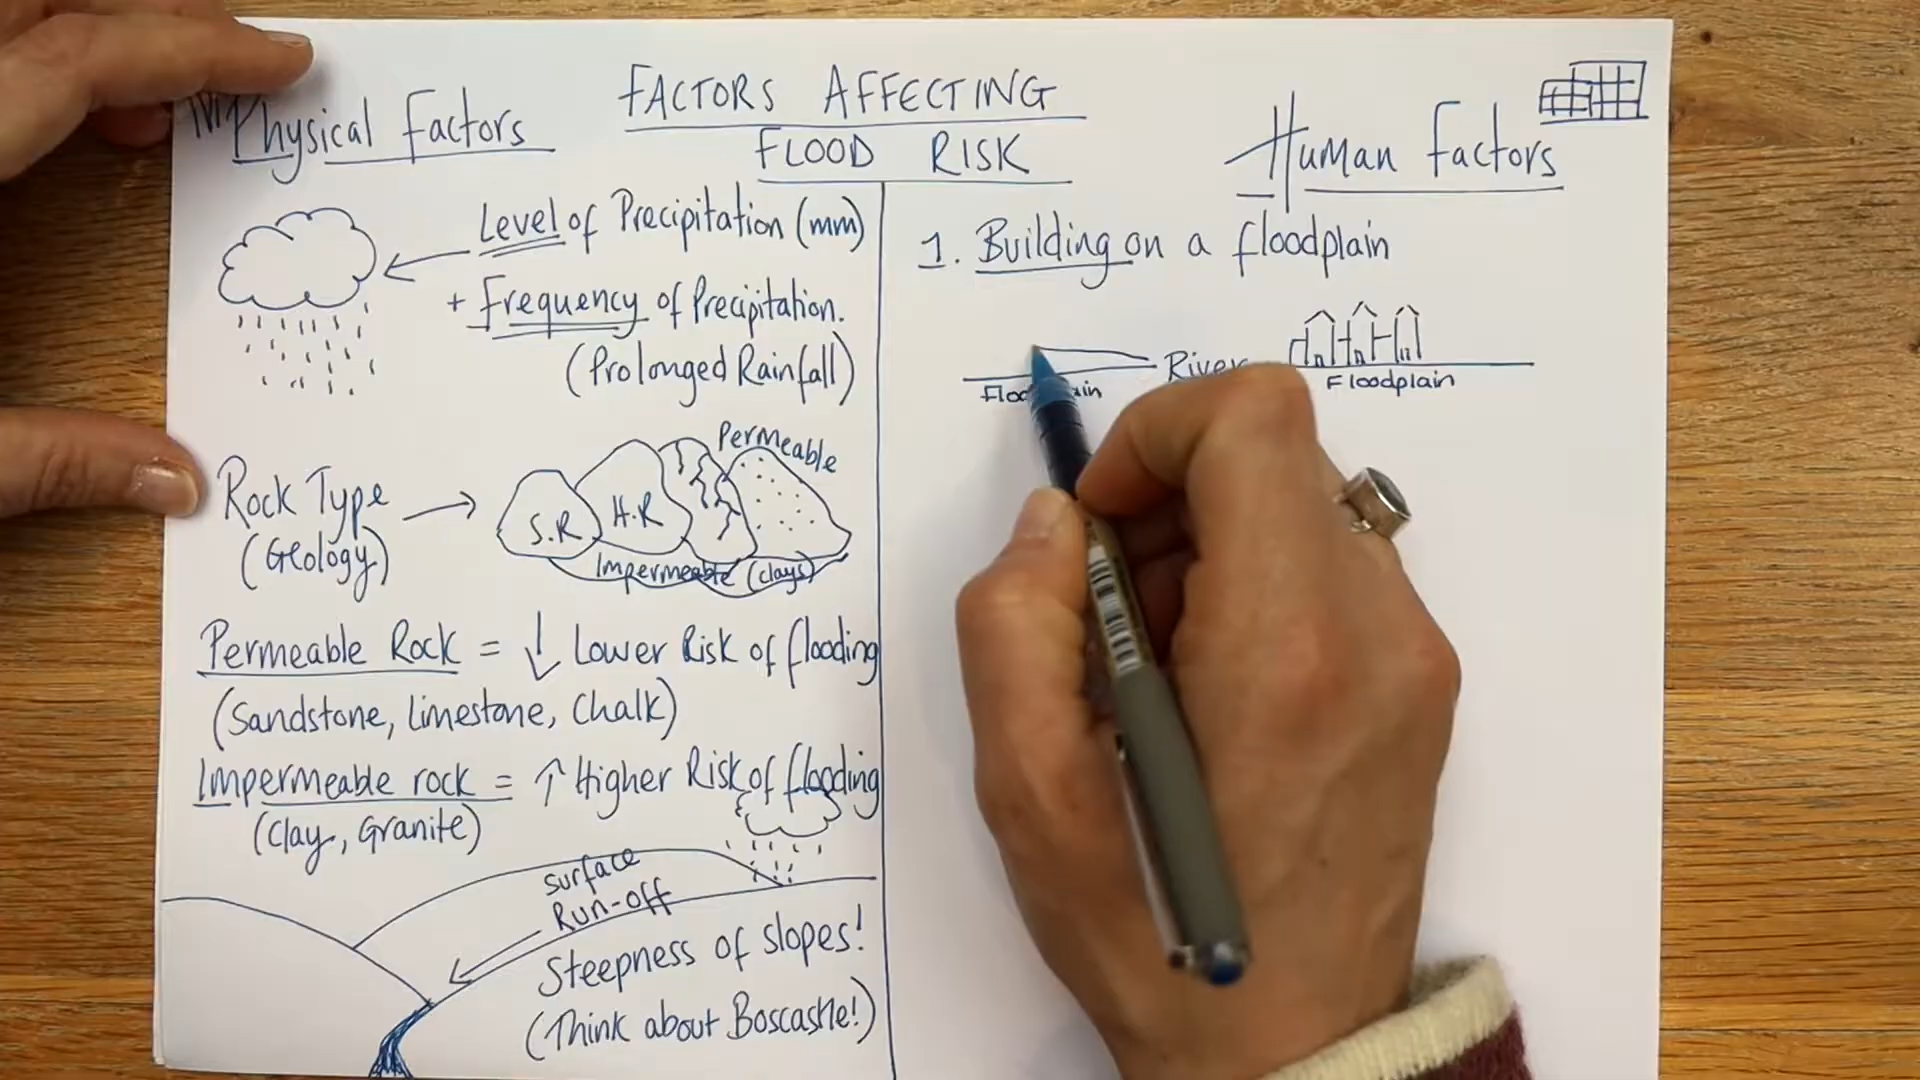 FACTORS AFFECTING
FLOOD RISK
Physical Factors
Level of Precipitation (mm)
+ Frequency of Precipitation.
(Prolonged Rainfall)
Rock Type
(Geology)
S.R
H.R
Permeable
Impermeable (clays)
Permeable Rock = ↓ Lower Risk of flooding
(Sandstone, Limestone, Chalk)
Impermeable rock = ↑ Higher Risk of flooding
(Clay, Granite)
Surface
Run-off
Steepness of slopes!
(Think about Boscastle!)
Human Factors
1. Building on a floodplain
River
Floodplain